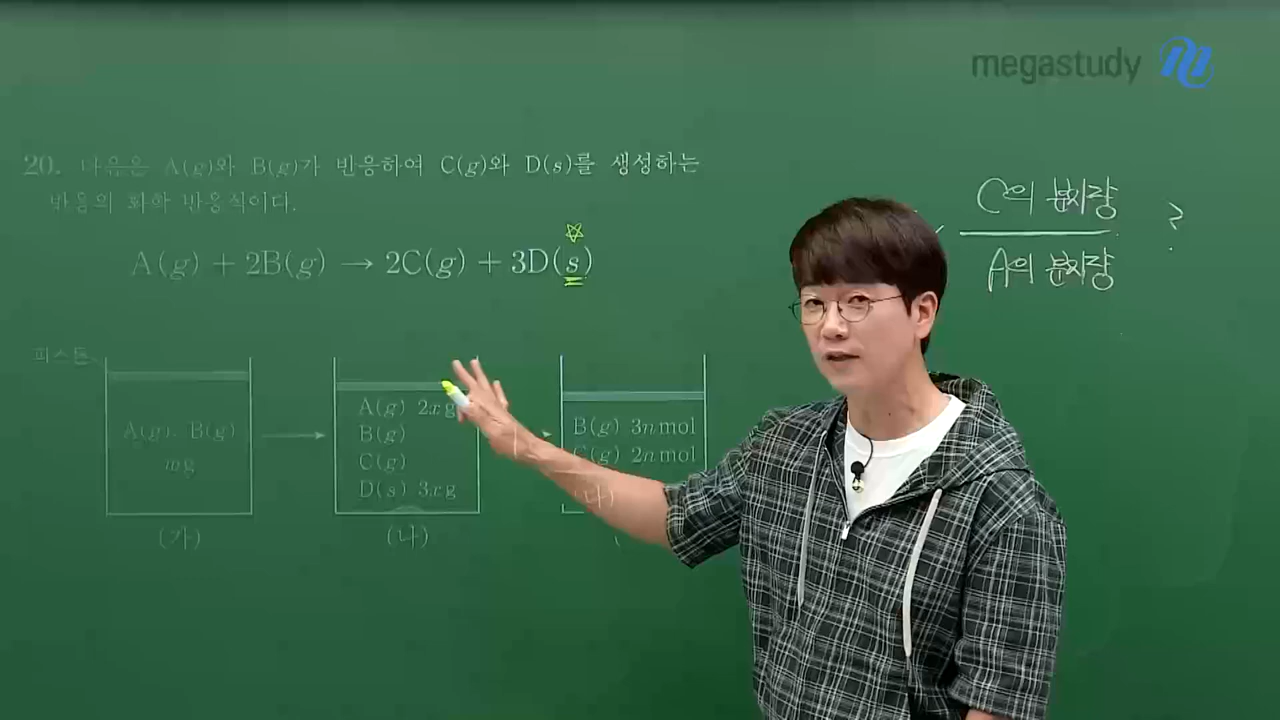 megastudy
20. 다음은 A(g)와 B(g)가 반응하여 C(g)와 D(s)를 생성하는
반응의 화학 반응식이다.
A(g) + 2B(g) → 2C(g) + 3D(s)
C의 분자량
A의 분자량
?
피스톤
A(g), B(g)
mg
(가)
A(g) 2xg
B(g)
C(g)
D(s) 3xg
(나)
B(g) 3n mol
C(g) 2n mol